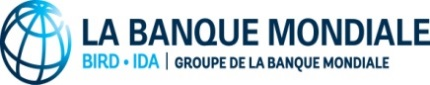 LA BANQUE MONDIALE
BIRD • IDA | GROUPE DE LA BANQUE MONDIALE